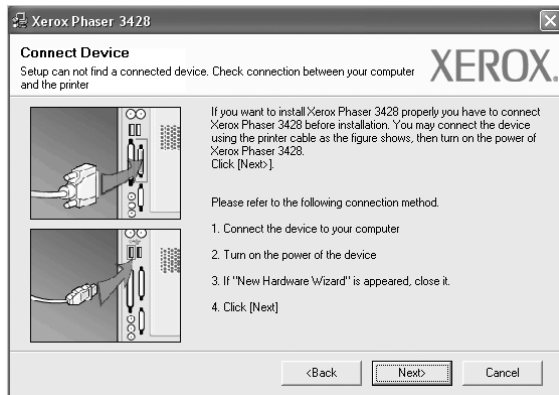 Xerox Phaser 3428
Connect Device
Setup can not find a connected device. Check connection between your computer
and the printer
XEROX.
If you want to install Xerox Phaser 3428 properly you have to connect
Xerox Phaser 3428 before installation. You may connect the device
using the printer cable as the figure shows, then turn on the power of
Xerox Phaser 3428.
Click [Next>].
Please refer to the following connection method.
1. Connect the device to your computer
2. Turn on the power of the device
3. If "New Hardware Wizard" is appeared, close it.
4. Click [Next]
<Back
Next>
Cancel